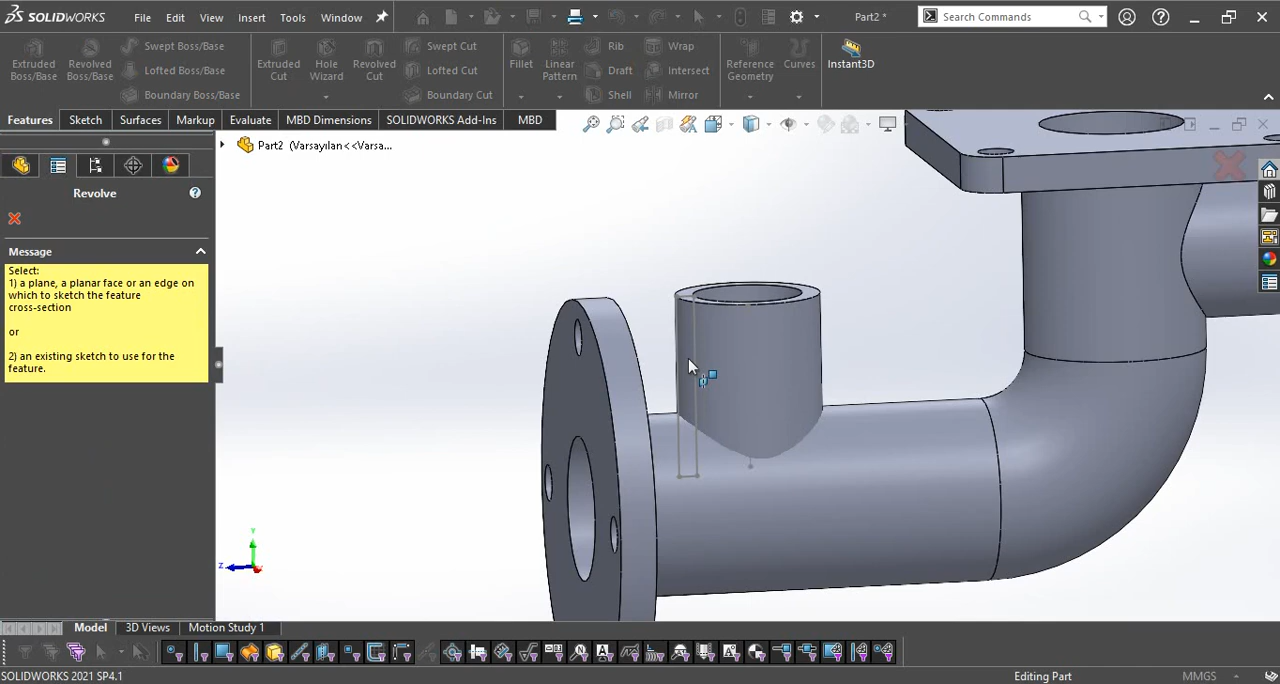 SOLIDWORKS File Edit View Insert Tools Window Part2 * Search Commands
Extruded Boss/Base
Revolved Boss/Base
Swept Boss/Base
Lofted Boss/Base
Boundary Boss/Base
Extruded Cut
Hole Wizard
Revolved Cut
Swept Cut
Lofted Cut
Boundary Cut
Fillet
Linear Pattern
Rib
Draft
Shell
Wrap
Intersect
Mirror
Reference Geometry
Curves
Instant3D
Features Sketch Surfaces Markup Evaluate MBD Dimensions SOLIDWORKS Add-Ins MBD
Part2 (Varsayılan<<Varsa...
Revolve
Message
Select:
1) a plane, a planar face or an edge on
which to sketch the feature
cross-section
or
2) an existing sketch to use for the
feature.
Y
Z
Model 3D Views Motion Study 1
SOLIDWORKS 2021 SP4.1 Editing Part MMGS